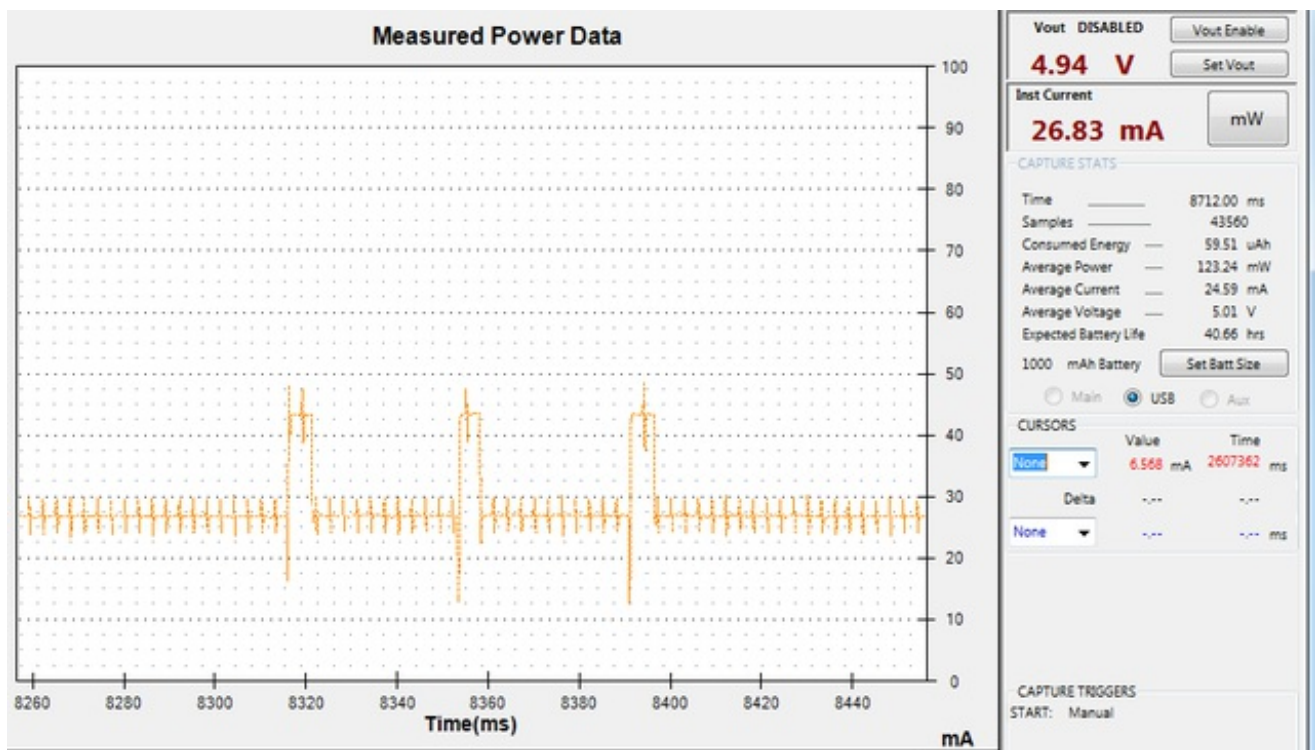 Measured Power Data
100
90
80
70
60
50
40
30
20
10
0
8260 8280 8300 8320 8340 8360 8380 8400 8420 8440
Time(ms)
mA
Vout DISABLED Vout Enable
4.94 V Set Vout
Inst Current
26.83 mA mW
CAPTURE STATS
Time 8712.00 ms
Samples 43560
Consumed Energy 59.51 uAh
Average Power 123.24 mW
Average Current 24.59 mA
Average Voltage 5.01 V
Expected Battery Life 40.66 hrs
1000 mAh Battery Set Batt Size
Main USB Aux
CURSORS
Value Time
None 6.568 mA 2607362 ms
Delta -.-- -.--
None -.-- -.-- ms
CAPTURE TRIGGERS
START: Manual